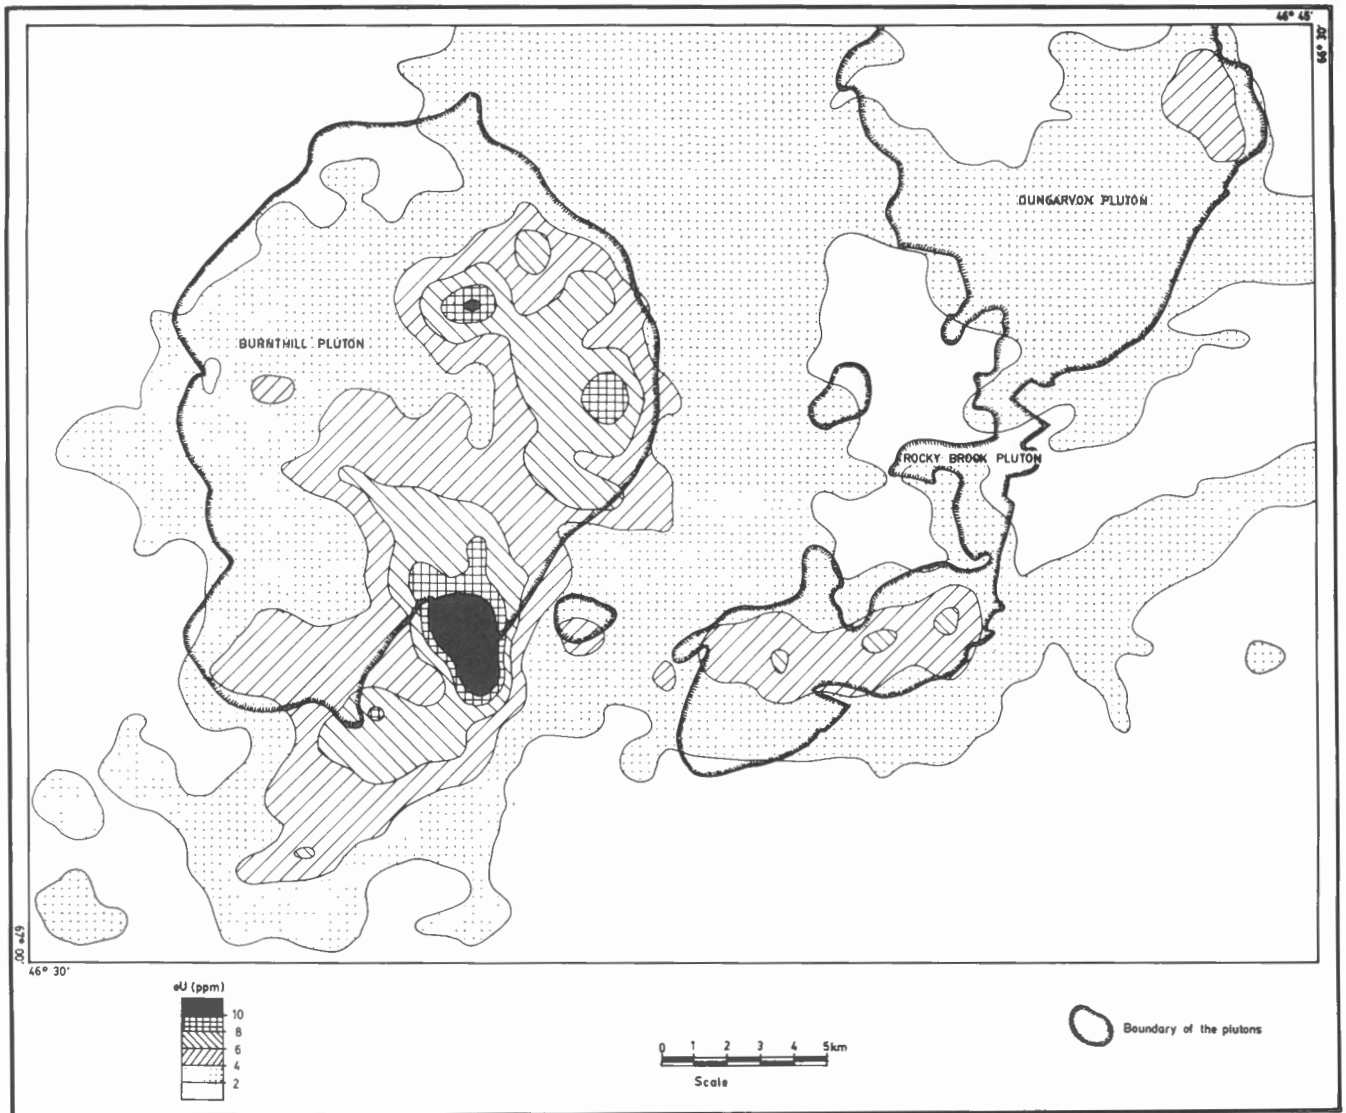 46° 45'
66° 30'
DUNGARVON PLUTON
BURNTHILL PLUTON
ROCKY BROOK PLUTON
67° 00'
46° 30'
eU (ppm)
10
8
6
4
2
0 1 2 3 4 5km
Scale
Boundary of the plutons